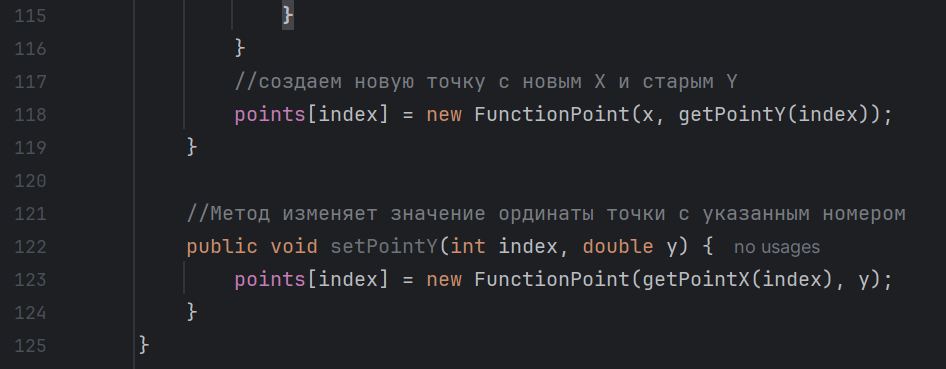 115 }
116 }
117 //создаем новую точку с новым X и старым Y
118 points[index] = new FunctionPoint(x, getPointY(index));
119 }
120
121 //Метод изменяет значение ординаты точки с указанным номером
122 public void setPointY(int index, double y) { no usages
123 points[index] = new FunctionPoint(getPointX(index), y);
124 }
125 }